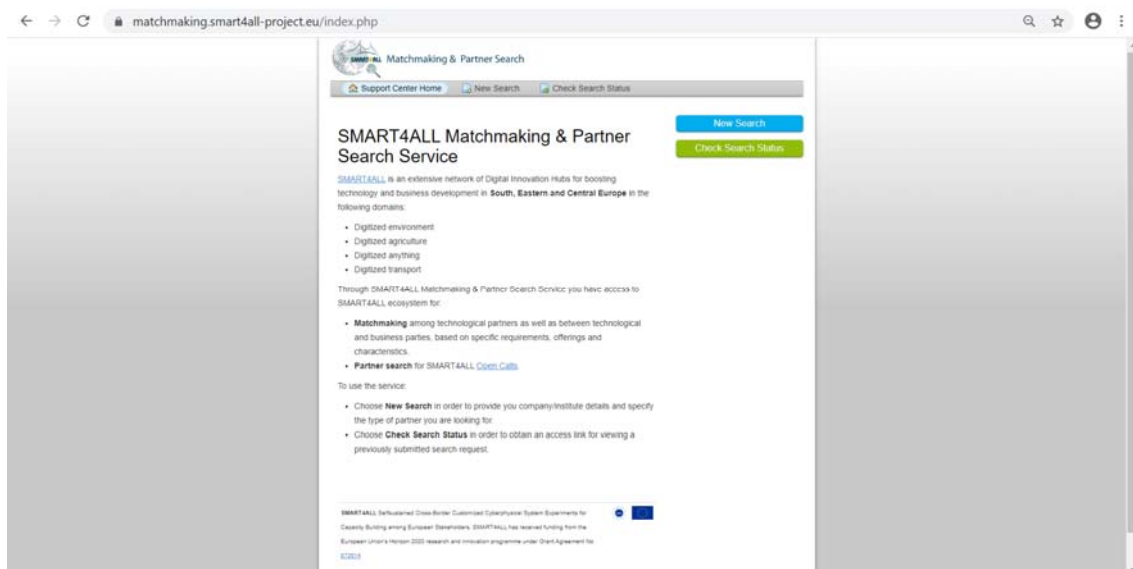 matchmaking.smart4all-project.eu/index.php
SMART4ALL Matchmaking & Partner Search
Support Center Home New Search Check Search Status
New Search
Check Search Status
SMART4ALL Matchmaking & Partner
Search Service
SMART4ALL is an extensive network of Digital Innovation Hubs for boosting
technology and business development in South, Eastern and Central Europe in the
following domains:
• Digitized environment
• Digitized agriculture
• Digitized anything
• Digitized transport
Through SMART4ALL Matchmaking & Partner Search Service you have access to
SMART4ALL ecosystem for:
• Matchmaking among technological partners as well as between technological
and business parties, based on specific requirements, offerings and
characteristics.
• Partner search for SMART4ALL Open Calls.
To use the service:
• Choose New Search in order to provide you company/institute details and specify
the type of partner you are looking for.
• Choose Check Search Status in order to obtain an access link for viewing a
previously submitted search request.
SMART4ALL Selfsustained Cross-Border Customized Cyberphysical System Experiments for
Capacity Building among European Stakeholders. SMART4ALL has received funding from the
European Union's Horizon 2020 research and innovation programme under Grant Agreement No
872614